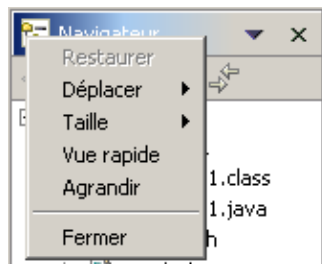 Navigateur
Restaurer
Déplacer
Taille
Vue rapide
Agrandir
1.class
1.java
Fermer
h